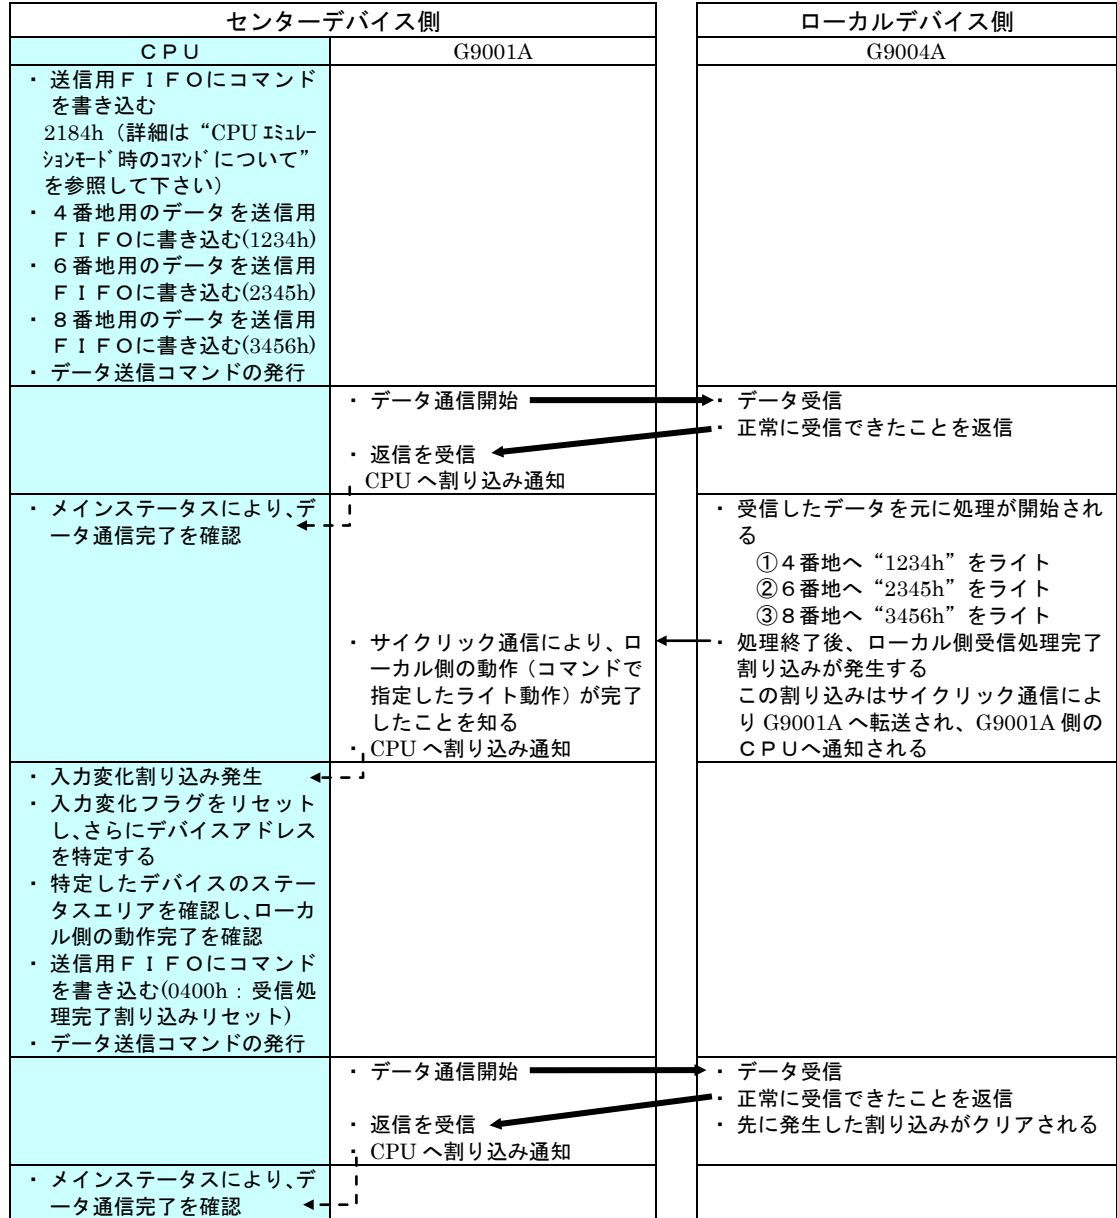 センターデバイス側
ローカルデバイス側
ＣＰＵ
G9001A
G9004A
・ 送信用ＦＩＦＯにコマンド
を書き込む
2184h（詳細は“CPU ｴﾐｭﾚｰ
ｼｮﾝﾓｰﾄﾞ時のｺﾏﾝﾄﾞについて”
を参照して下さい）
・ ４番地用のデータを送信用
ＦＩＦＯに書き込む(1234h)
・ ６番地用のデータを送信用
ＦＩＦＯに書き込む(2345h)
・ ８番地用のデータを送信用
ＦＩＦＯに書き込む(3456h)
・ データ送信コマンドの発行
・ データ通信開始
・ 返信を受信
CPU へ割り込み通知
・ データ受信
・ 正常に受信できたことを返信
・ メインステータスにより、デ
ータ通信完了を確認
・ 受信したデータを元に処理が開始され
る
①４番地へ“1234h”をライト
②６番地へ“2345h”をライト
③８番地へ“3456h”をライト
・ サイクリック通信により、ロ
ーカル側の動作（コマンドで
指定したライト動作）が完了
したことを知る
・ CPU へ割り込み通知
・ 処理終了後、ローカル側受信処理完了
割り込みが発生する
この割り込みはサイクリック通信によ
り G9001A へ転送され、G9001A 側の
ＣＰＵへ通知される
・ 入力変化割り込み発生
・ 入力変化フラグをリセット
し、さらにデバイスアドレス
を特定する
・ 特定したデバイスのステー
タスエリアを確認し、ローカ
ル側の動作完了を確認
・ 送信用ＦＩＦＯにコマンド
を書き込む(0400h : 受信処
理完了割り込みリセット)
・ データ送信コマンドの発行
・ データ通信開始
・ 返信を受信
・ CPU へ割り込み通知
・ データ受信
・ 正常に受信できたことを返信
・ 先に発生した割り込みがクリアされる
・ メインステータスにより、デ
ータ通信完了を確認